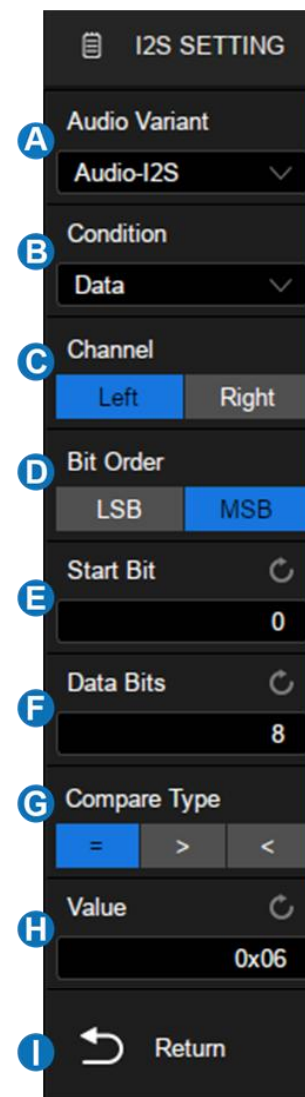 I2S SETTING
A
Audio Variant
Audio-I2S
B
Condition
Data
C
Channel
Left Right
D
Bit Order
LSB MSB
E
Start Bit
0
F
Data Bits
8
G
Compare Type
= > <
H
Value
0x06
I
Return